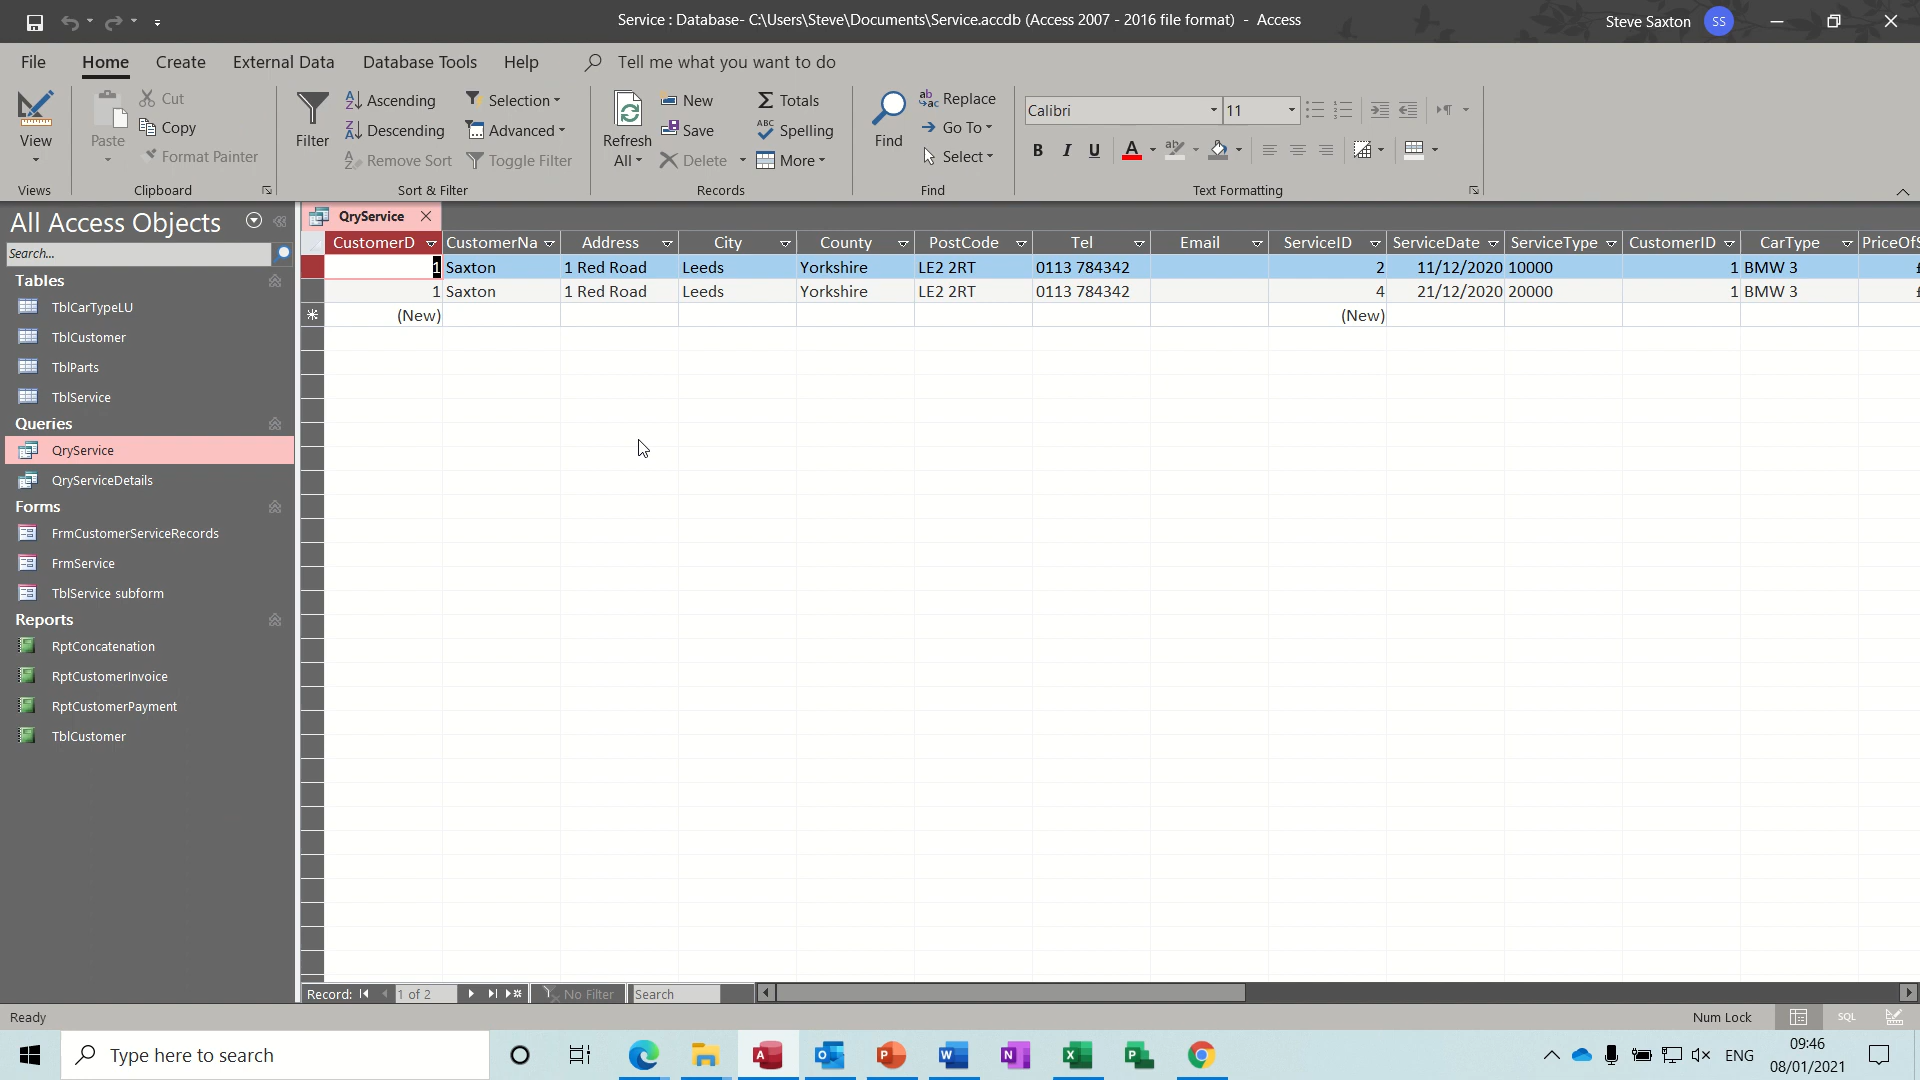 Service : Database- C:\Users\Steve\Documents\Service.accdb (Access 2007 - 2016 file format) - Access
Steve Saxton SS
File Home Create External Data Database Tools Help Tell me what you want to do
View
Views
Paste
Cut
Copy
Format Painter
Clipboard
Filter
Ascending
Descending
Remove Sort
Selection
Advanced
Toggle Filter
Sort & Filter
Refresh
All
New
Save
Delete
Totals
Spelling
More
Records
Find
Replace
Go To
Select
Find
Calibri 11
B I U A
Text Formatting
All Access Objects
Search...
Tables
TblCarTypeLU
TblCustomer
TblParts
TblService
Queries
QryService
QryServiceDetails
Forms
FrmCustomerServiceRecords
FrmService
TblService subform
Reports
RptConcatenation
RptCustomerInvoice
RptCustomerPayment
TblCustomer
QryService
CustomerD CustomerNa Address City County PostCode Tel Email ServiceID ServiceDate ServiceType CustomerID CarType PriceOfS
1 Saxton 1 Red Road Leeds Yorkshire LE2 2RT 0113 784342 2 11/12/2020 10000 1 BMW 3
1 Saxton 1 Red Road Leeds Yorkshire LE2 2RT 0113 784342 4 21/12/2020 20000 1 BMW 3
(New) (New)
Record: 1 of 2 No Filter Search
Ready
Num Lock SQL
Type here to search
ENG
09:46
08/01/2021